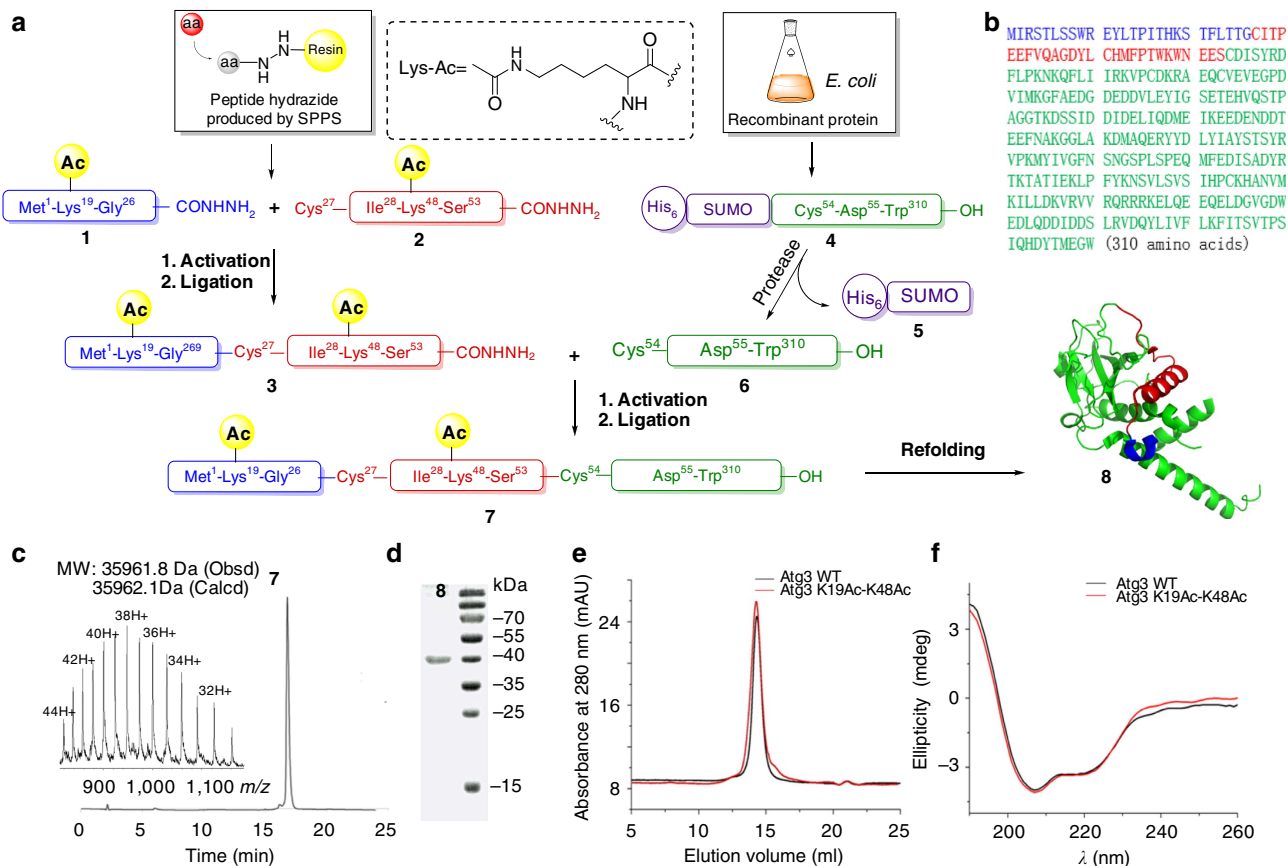 a
aa
aa
N
H
H
N
Resin
Peptide hydrazide
produced by SPPS
Lys-Ac=
O
H
N
O
HN
E. coli
Recombinant protein
Ac
Met¹-Lys¹⁹-Gly²⁶
CONHNH₂
1
+
Ac
Cys²⁷
Ile²⁸-Lys⁴⁸-Ser⁵³
CONHNH₂
2
His₆
SUMO
Cys⁵⁴-Asp⁵⁵-Trp³¹⁰
OH
4
1. Activation
2. Ligation
Protease
His₆
SUMO
5
Ac
Met¹-Lys¹⁹-Gly²⁶⁹
Cys²⁷
Ac
Ile²⁸-Lys⁴⁸-Ser⁵³
CONHNH₂
3
+
Cys⁵⁴
Asp⁵⁵-Trp³¹⁰
OH
6
1. Activation
2. Ligation
Ac
Met¹-Lys¹⁹-Gly²⁶
Cys²⁷
Ac
Ile²⁸-Lys⁴⁸-Ser⁵³
Cys⁵⁴
Asp⁵⁵-Trp³¹⁰
OH
7
Refolding
8
b
MIRSTLSSWR EYLTPITHKS TFLTTGCITP
EEFVQAGDYL CHMFPTWKWN EESCDISYRD
FLPKNKQFLI IRKVPCDKRA EQCVEVEGPD
VIMKGFAEDG DEDDVLEYIG SETEHVQSTP
AGGTKDSSID DIDELIQDME IKEEDENDDT
EEFNAKGGLA KDMAQERYYD LYIAYSTSYR
VPKMYIVGFN SNGSPLSPEQ MFEDISADYR
TKTATIEKLP FYKNSVLSVS IHPCKHANVM
KILLDKVRVV RQRRRKELQE EQELDGVGDW
EDLQDDIDDS LRVDQYLIVF LKFITSVTPS
IQHDYTMEGW (310 amino acids)
c
MW: 35961.8 Da (Obsd)
35962.1Da (Calcd)
7
44H+
42H+
40H+
38H+
36H+
34H+
32H+
900 1,000 1,100 m/z
0 5 10 15 20 25
Time (min)
d
8
kDa
–70
–55
–40
–35
–25
–15
e
Atg3 WT
Atg3 K19Ac-K48Ac
Absorbance at 280 nm (mAU)
24
16
8
5 10 15 20 25
Elution volume (ml)
f
Atg3 WT
Atg3 K19Ac-K48Ac
Ellipticity (mdeg)
3
0
−3
200 220 240 260
λ (nm)